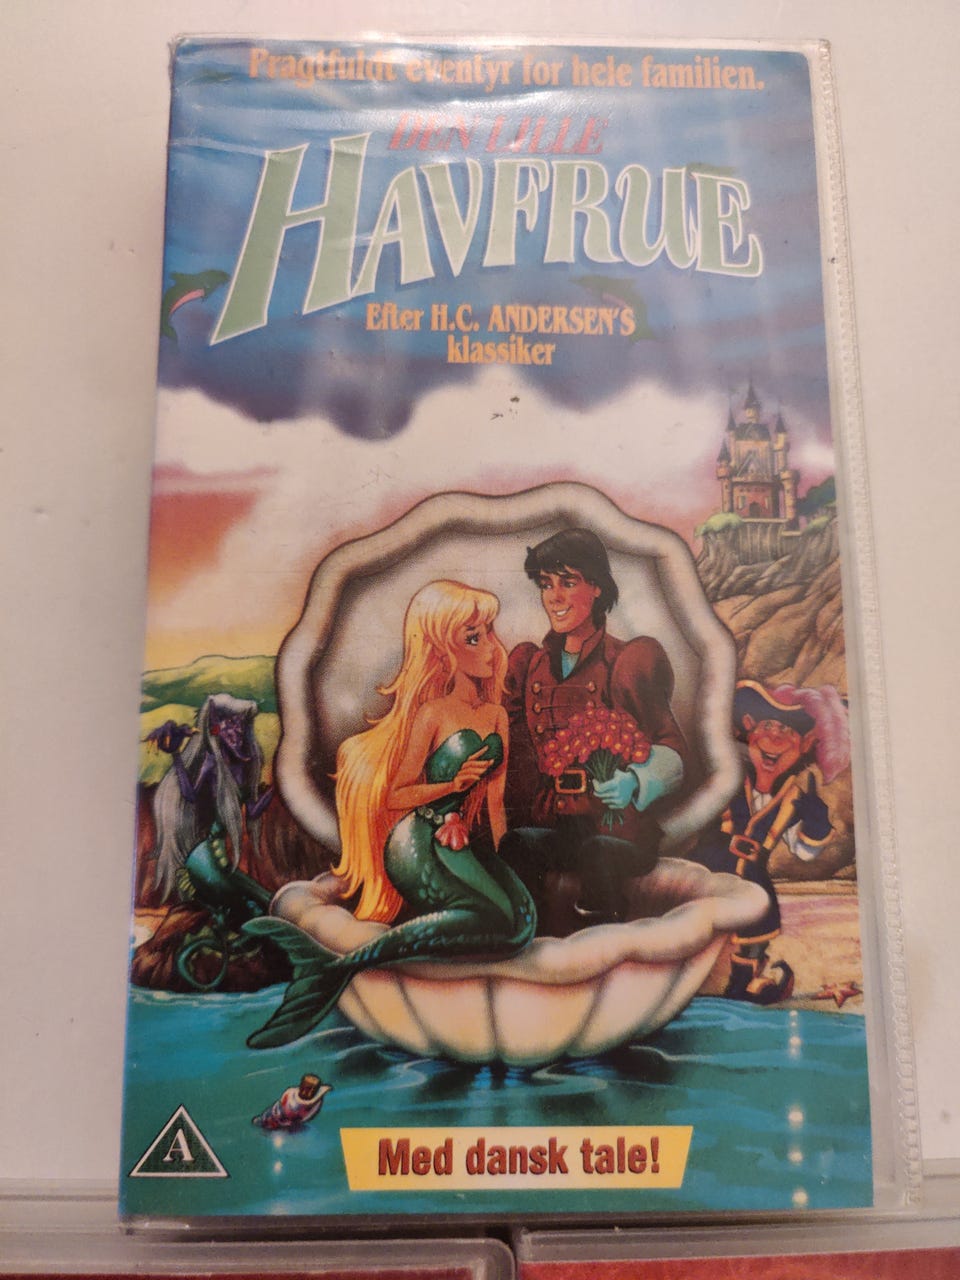 Pragtfuldt eventyr for hele familien.
DEN LILLE
HAVFRUE
Efter H.C. ANDERSEN'S
klassiker
A
Med dansk tale!